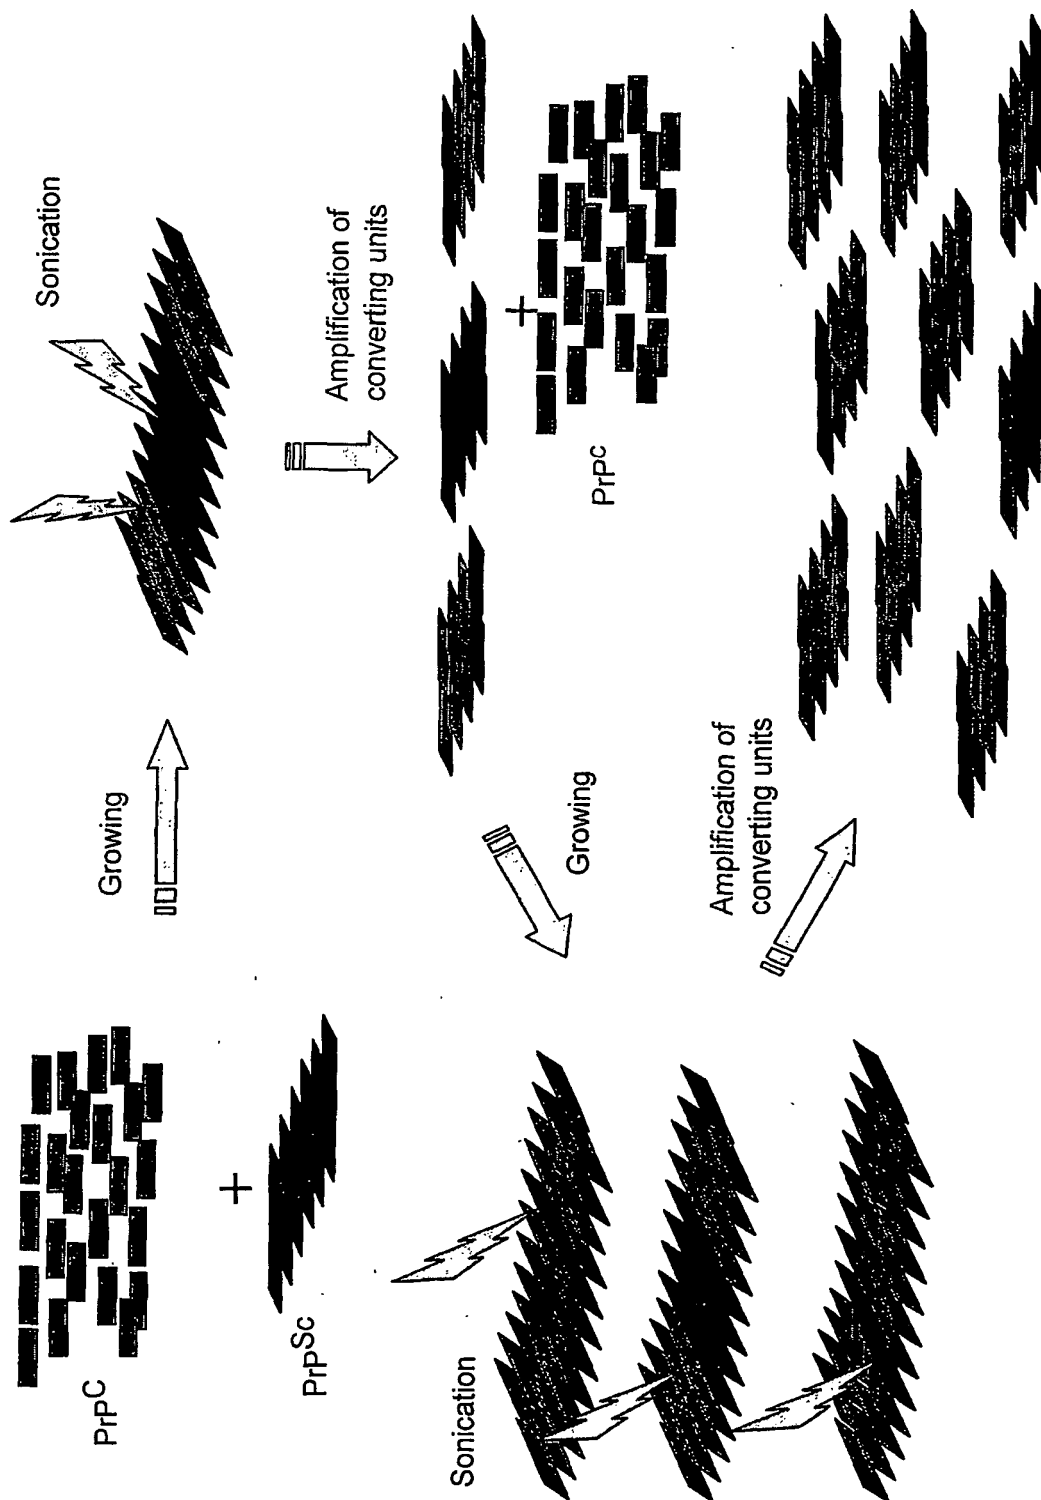 PrP^C
+
PrP^Sc
Growing
Sonication
Amplification of
converting units
+
PrP^C
Growing
Sonication
Amplification of
converting units